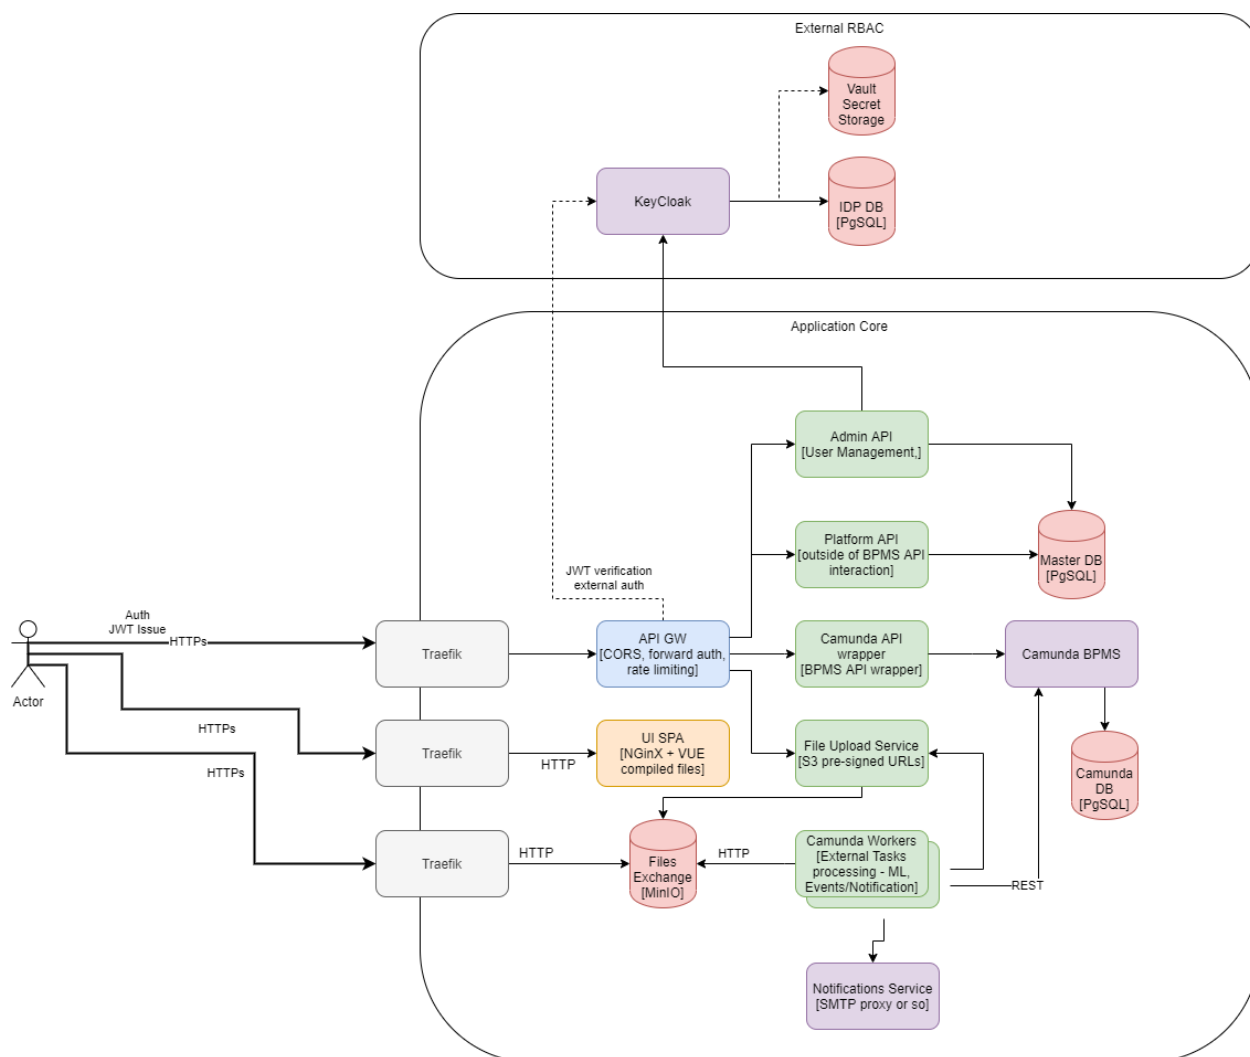 External RBAC
Vault
Secret
Storage
KeyCloak
IDP DB
[PgSQL]
Application Core
Admin API
[User Management,]
Platform API
[outside of BPMS API
interaction]
Master DB
[PgSQL]
JWT verification
external auth
Auth
JWT Issue
HTTPs
Actor
Traefik
API GW
[CORS, forward auth,
rate limiting]
Camunda API
wrapper
[BPMS API wrapper]
Camunda BPMS
HTTPs
Traefik
HTTP
UI SPA
[NGinX + VUE
compiled files]
File Upload Service
[S3 pre-signed URLs]
Camunda
DB
[PgSQL]
HTTPs
Traefik
HTTP
Files
Exchange
[MinIO]
HTTP
Camunda Workers
[External Tasks
processing - ML,
Events/Notification]
REST
Notifications Service
[SMTP proxy or so]